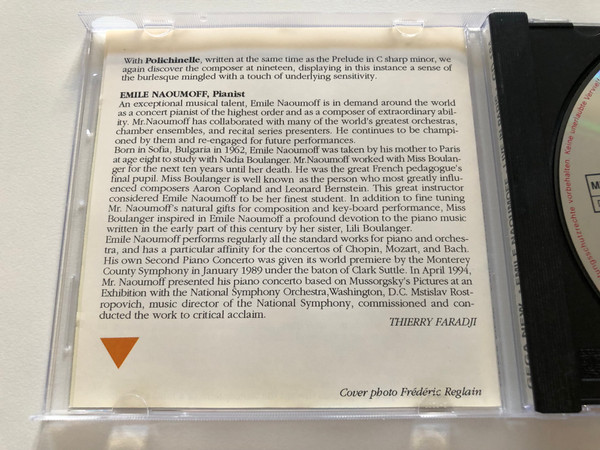 With Polichinelle, written at the same time as the Prelude in C sharp minor, we
again discover the composer at nineteen, displaying in this instance a sense of
the burlesque mingled with a touch of underlying sensitivity.
EMILE NAOUMOFF, Pianist
An exceptional musical talent, Emile Naoumoff is in demand around the world
as a concert pianist of the highest order and as a composer of extraordinary abil-
ity. Mr.Naoumoff has collaborated with many of the world's greatest orchestras,
chamber ensembles, and recital series presenters. He continues to be champi-
oned by them and re-engaged for future performances.
Born in Sofia, Bulgaria in 1962, Emile Naoumoff was taken by his mother to Paris
at age eight to study with Nadia Boulanger. Mr.Naoumoff worked with Miss Boulan-
ger for the next ten years until her death. He was the great French pedagogue's
final pupil. Miss Boulanger is well known as the person who most greatly influ-
enced composers Aaron Copland and Leonard Bernstein. This great instructor
considered Emile Naoumoff to be her finest student. In addition to fine tuning
Mr. Naoumoff's natural gifts for composition and key-board performance, Miss
Boulanger inspired in Emile Naoumoff a profound devotion to the piano music
written in the early part of this century by her sister, Lili Boulanger.
Emile Naoumoff performs regularly all the standard works for piano and orches-
tra, and has a particular affinity for the concertos of Chopin, Mozart, and Bach.
His own Second Piano Concerto was given its world premiere by the Monterey
County Symphony in January 1989 under the baton of Clark Suttle. In April 1994,
Mr. Naoumoff presented his piano concerto based on Mussorgsky's Pictures at an
Exhibition with the National Symphony Orchestra,Washington, D.C. Mstislav Rost-
ropovich, music director of the National Symphony, commissioned and con-
ducted the work to critical acclaim.
THIERRY FARADJI
Cover photo Frédéric Reglain
vorbehalten. Keine unerlaubte